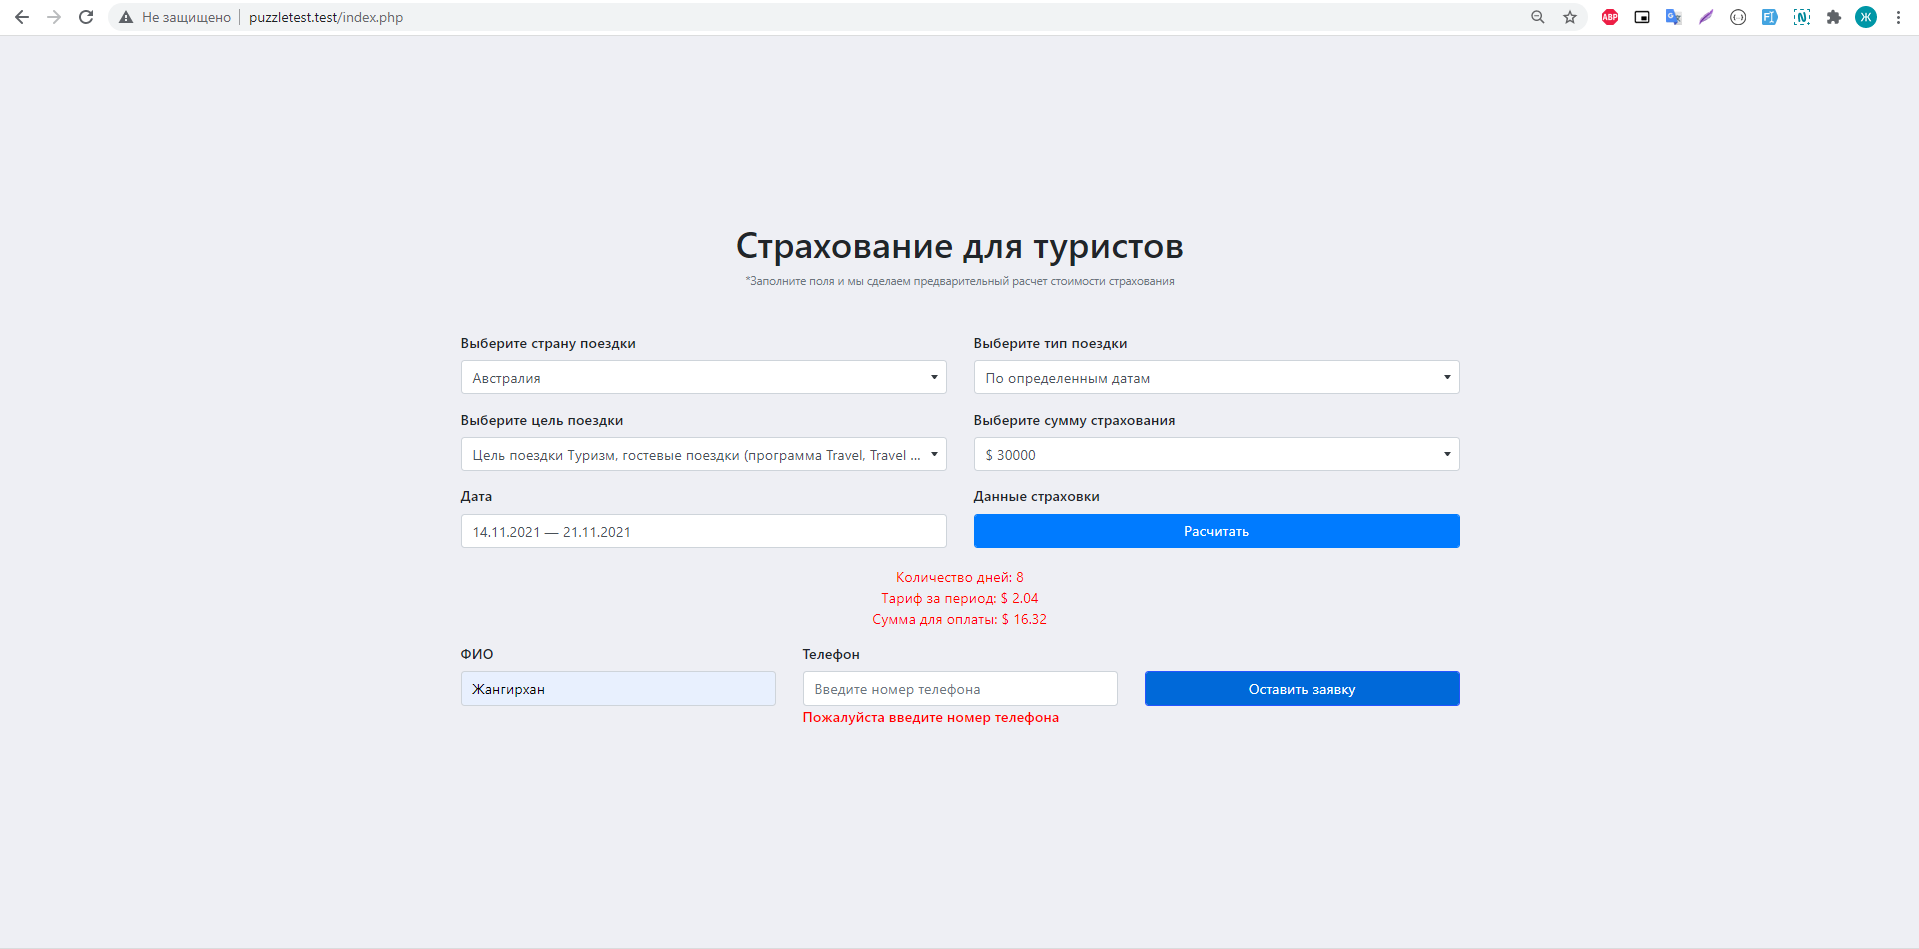 Не защищено puzzletest.test/index.php
ABP
Ж
Страхование для туристов
*Заполните поля и мы сделаем предварительный расчет стоимости страхования
Выберите страну поездки
Выберите тип поездки
Австралия
По определенным датам
Выберите цель поездки
Выберите сумму страхования
Цель поездки Туризм, гостевые поездки (программа Travel, Travel ...
$ 30000
Дата
Данные страховки
14.11.2021 — 21.11.2021
Расчитать
Количество дней: 8
Тариф за период: $ 2.04
Сумма для оплаты: $ 16.32
ФИО
Телефон
Жангирхан
Введите номер телефона
Оставить заявку
Пожалуйста введите номер телефона